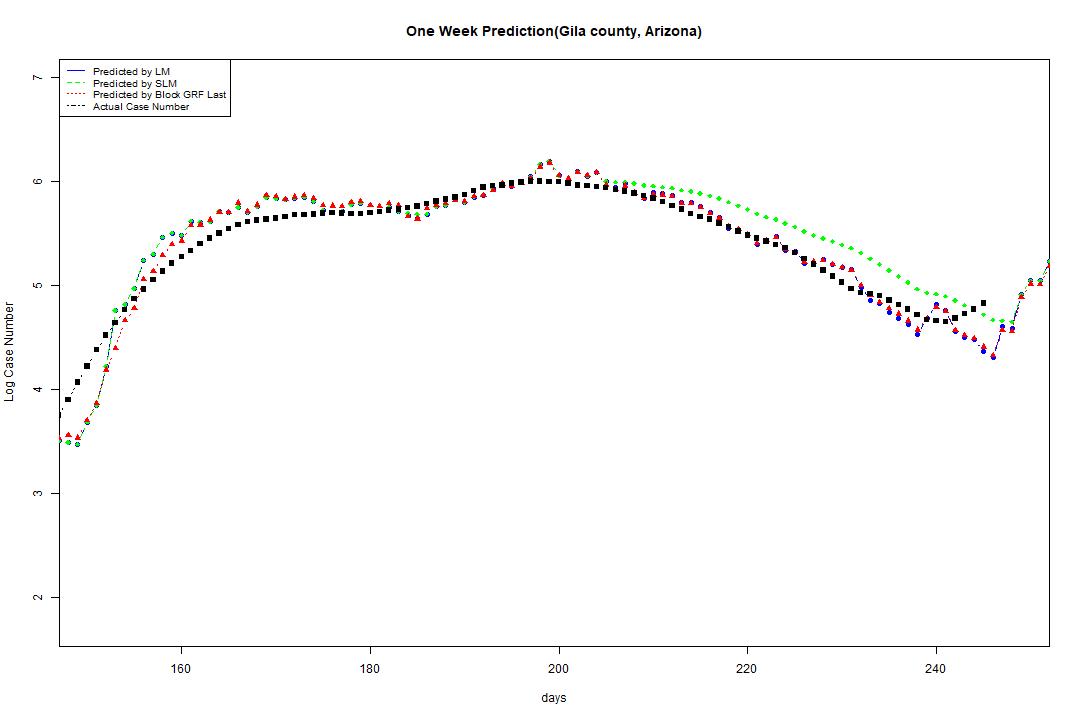 One Week Prediction(Gila county, Arizona)
Predicted by LM
Predicted by SLM
Predicted by Block GRF Last
Actual Case Number
7
6
5
4
3
2
Log Case Number
160 180 200 220 240
days